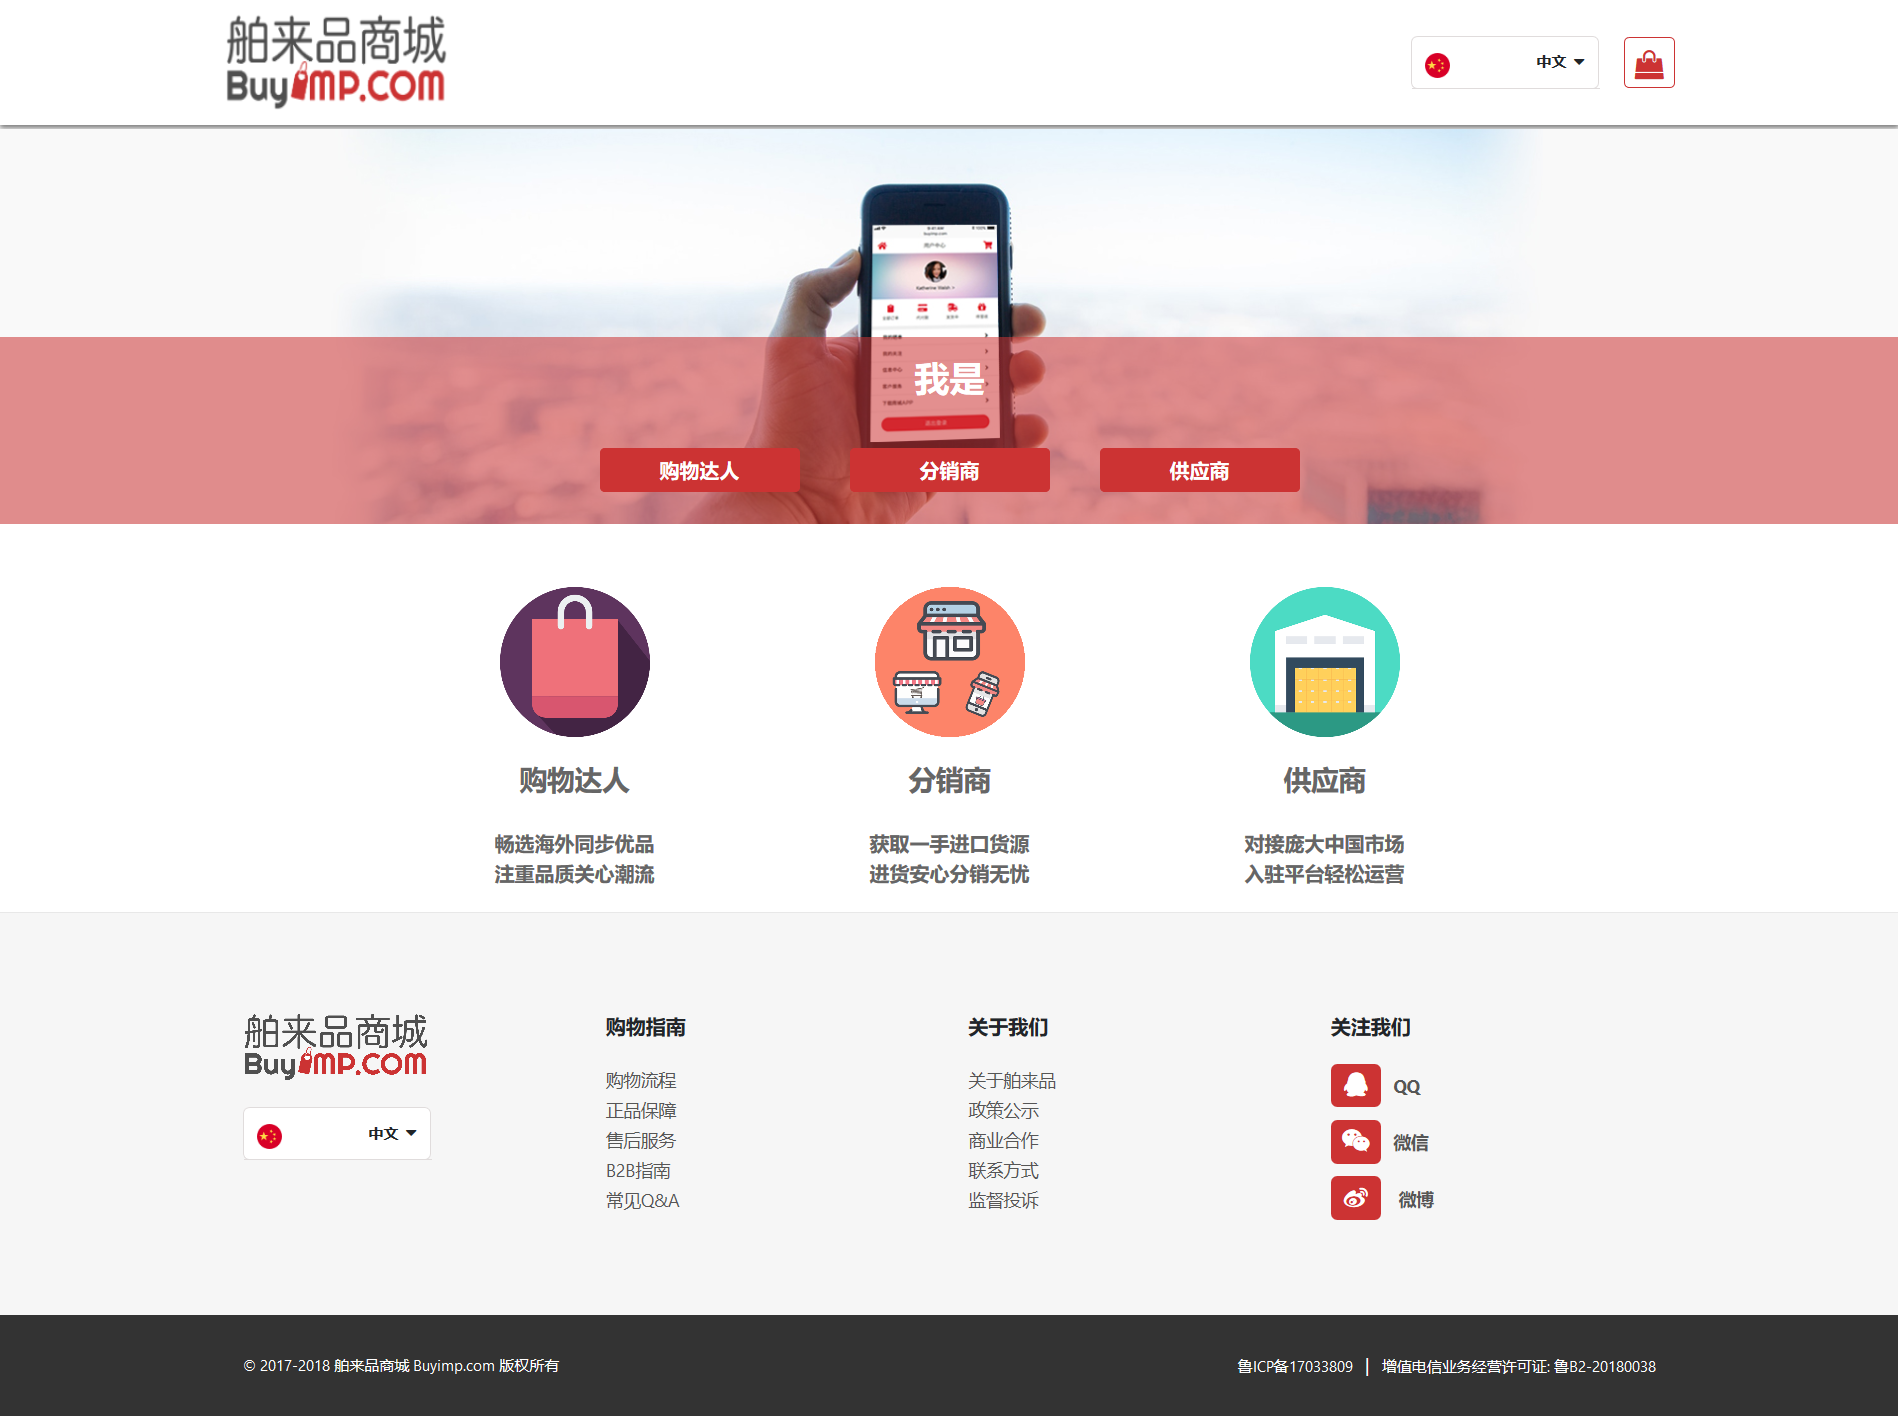 舶来品商城
BuyimP.com
中文
用户中心
Katherine Welsh
我是
购物达人
分销商
供应商
购物达人
分销商
供应商
畅选海外同步优品
注重品质关心潮流
获取一手进口货源
进货安心分销无忧
对接庞大中国市场
入驻平台轻松运营
舶来品商城
BuyimP.com
中文
购物指南
购物流程
正品保障
售后服务
B2B指南
常见Q&A
关于我们
关于舶来品
政策公示
商业合作
联系方式
监督投诉
关注我们
QQ
微信
微博
© 2017-2018 舶来品商城 Buyimp.com 版权所有
鲁ICP备17033809 | 增值电信业务经营许可证: 鲁B2-20180038